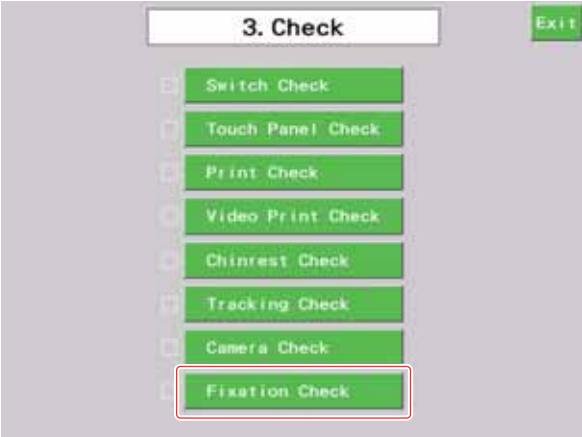 3. Check
Exit
Switch Check
Touch Panel Check
Print Check
Video Print Check
Chinrest Check
Tracking Check
Camera Check
Fixation Check